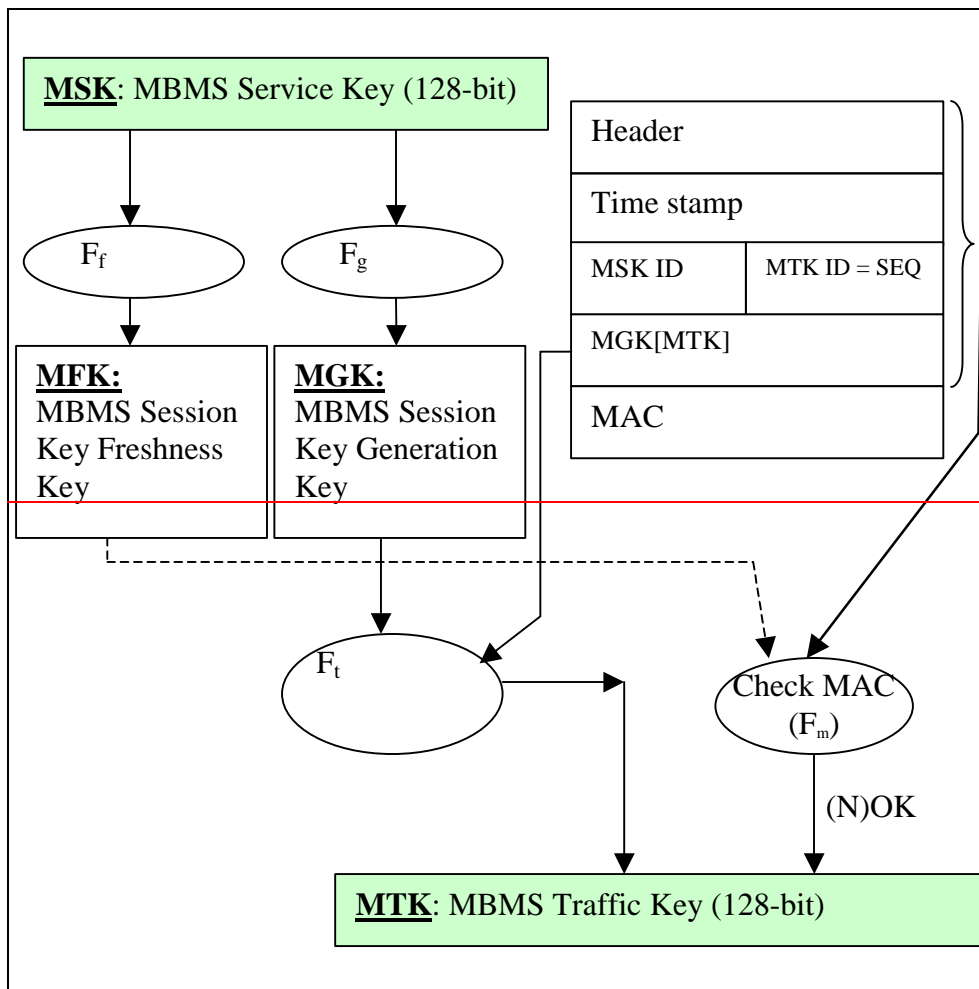 MSK: MBMS Service Key (128-bit)
Header
Time stamp
MSK ID
MTK ID = SEQ
MGK[MTK]
MAC
Ff
Fg
MFK:
MBMS Session
Key Freshness
Key
MGK:
MBMS Session
Key Generation
Key
Ft
Check MAC
(Fm)
(N)OK
MTK: MBMS Traffic Key (128-bit)